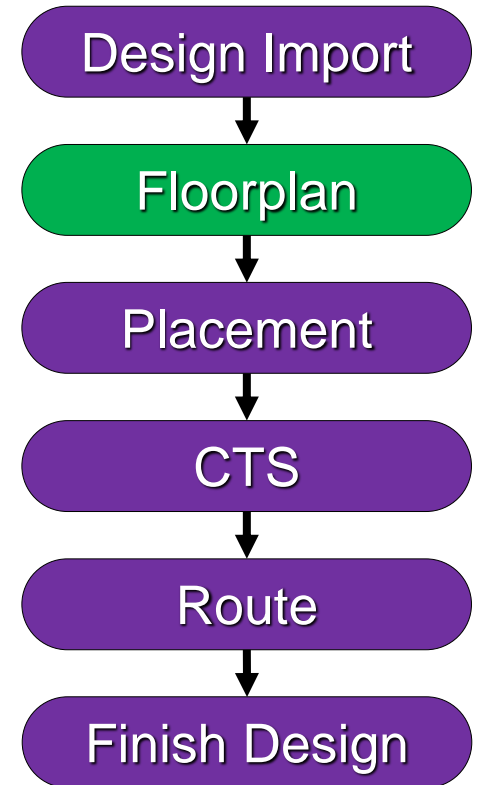 Design Import
Floorplan
Placement
CTS
Route
Finish Design